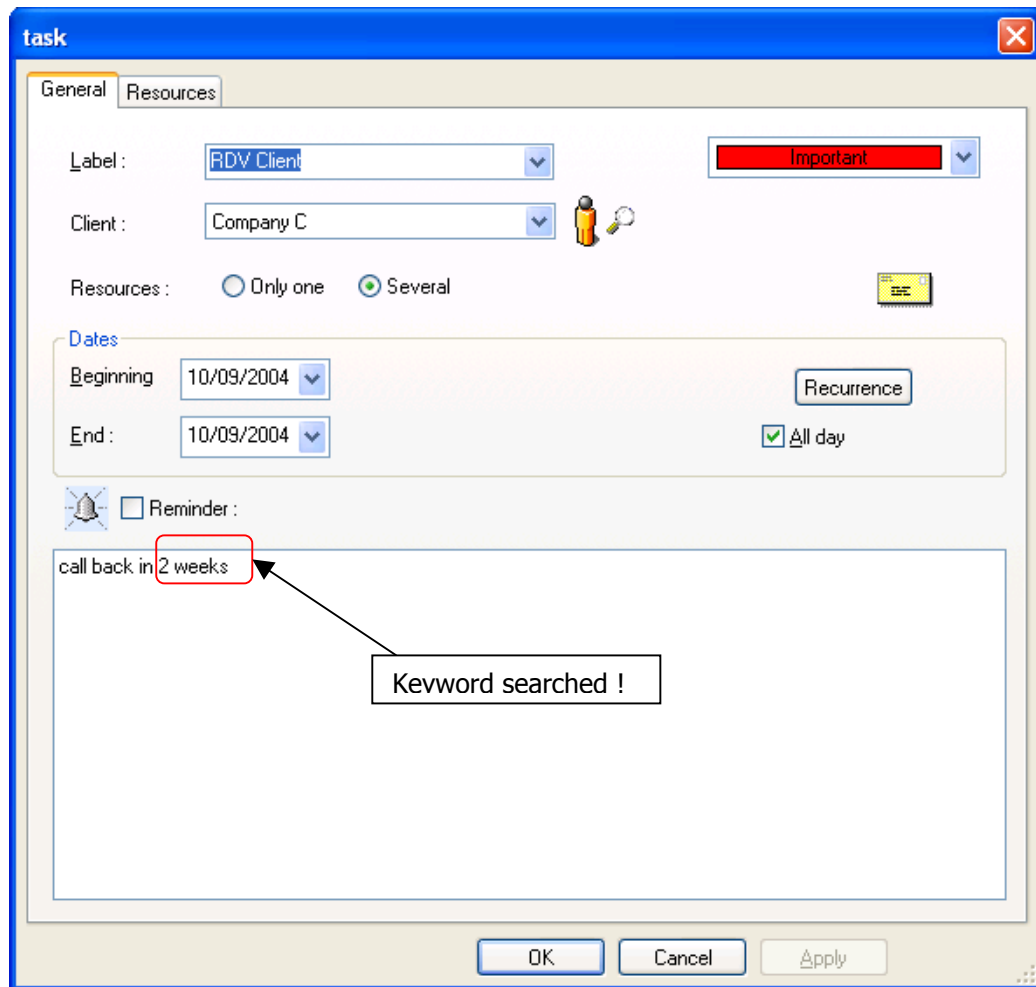 task
General Resources
Label : RDV Client Important
Client : Company C
Resources : Only one Several
Dates
Beginning 10/09/2004 Recurrence
End : 10/09/2004 All day
Reminder :
call back in 2 weeks
Kevword searched !
OK Cancel Apply